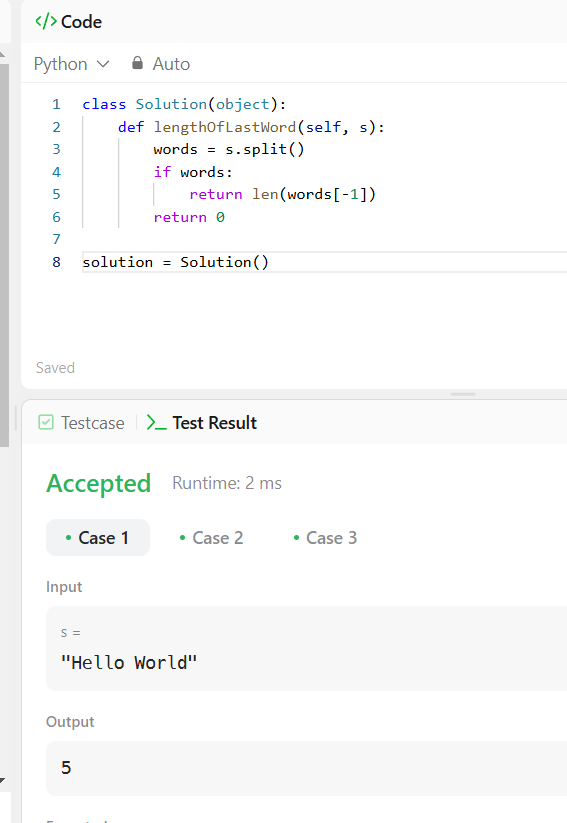 </> Code
Python Auto
1 class Solution(object):
2     def lengthOfLastWord(self, s):
3         words = s.split()
4         if words:
5             return len(words[-1])
6         return 0
7
8 solution = Solution()
Saved
Testcase >_ Test Result
Accepted Runtime: 2 ms
• Case 1 • Case 2 • Case 3
Input
s =
"Hello World"
Output
5